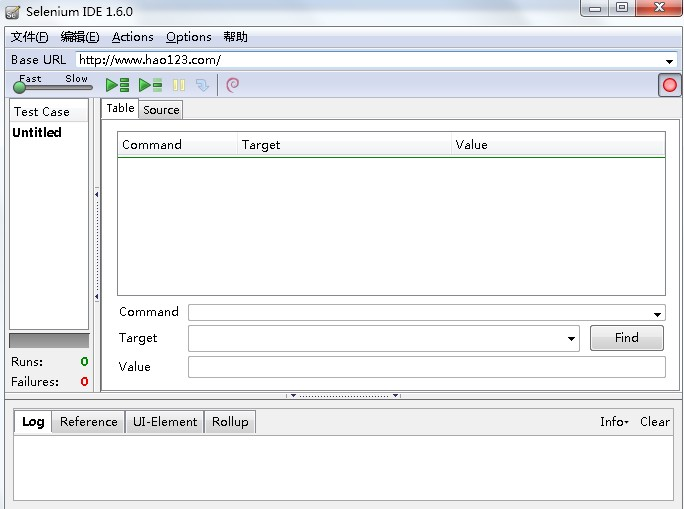 Selenium IDE 1.6.0
文件(F) 编辑(E) Actions Options 帮助
Base URL http://www.hao123.com/
Fast Slow
Test Case
Table Source
Untitled
Command Target Value
Command
Target Find
Value
Runs: 0
Failures: 0
Log Reference UI-Element Rollup Info Clear